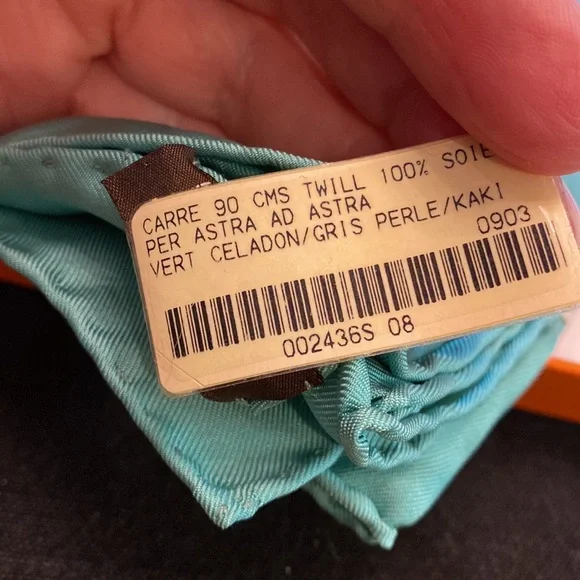 CARRE 90 CMS TWILL 100% SOIE
PER ASTRA AD ASTRA
VERT CELADON/GRIS PERLE/KAKI
0903
002436S 08